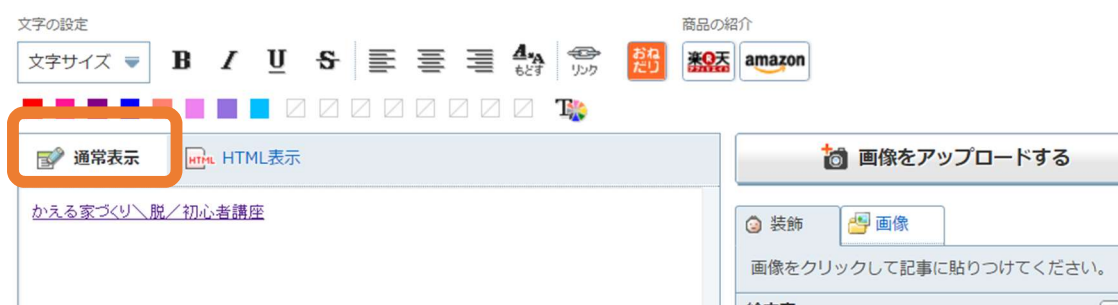 文字の設定
商品の紹介
文字サイズ
B I U S
もどす
リンク
おねだり
楽天
amazon
T
通常表示
HTML HTML表示
画像をアップロードする
かえる家づくり＼脱／初心者講座
装飾
画像
画像をクリックして記事に貼りつけてください。